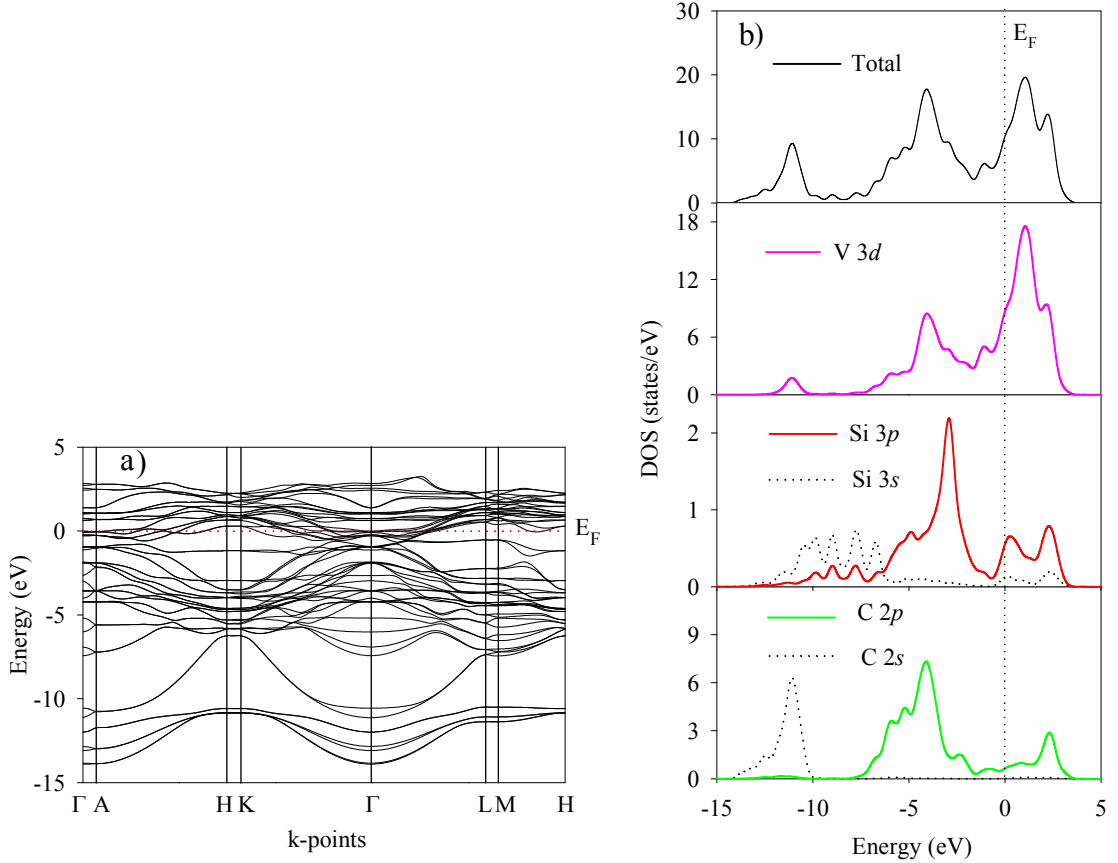 a)
5
0
-5
-10
-15
Energy (eV)
E_F
Γ A H K Γ L M H
k-points
b)
E_F
Total
30
20
10
0
V 3d
18
12
6
0
Si 3p
Si 3s
2
1
0
C 2p
C 2s
9
6
3
0
DOS (states/eV)
-15 -10 -5 0 5
Energy (eV)